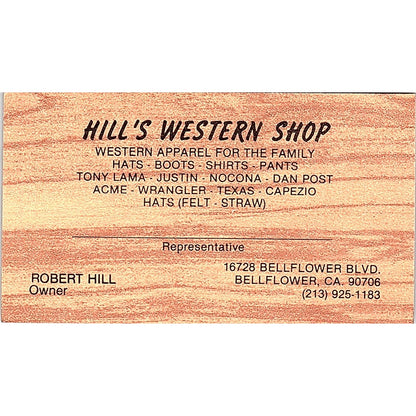 HILL'S WESTERN SHOP
WESTERN APPAREL FOR THE FAMILY
HATS - BOOTS - SHIRTS - PANTS
TONY LAMA - JUSTIN - NOCONA - DAN POST
ACME - WRANGLER - TEXAS - CAPEZIO
HATS (FELT - STRAW)
Representative
ROBERT HILL
Owner
16728 BELLFLOWER BLVD.
BELLFLOWER, CA. 90706
(213) 925-1183